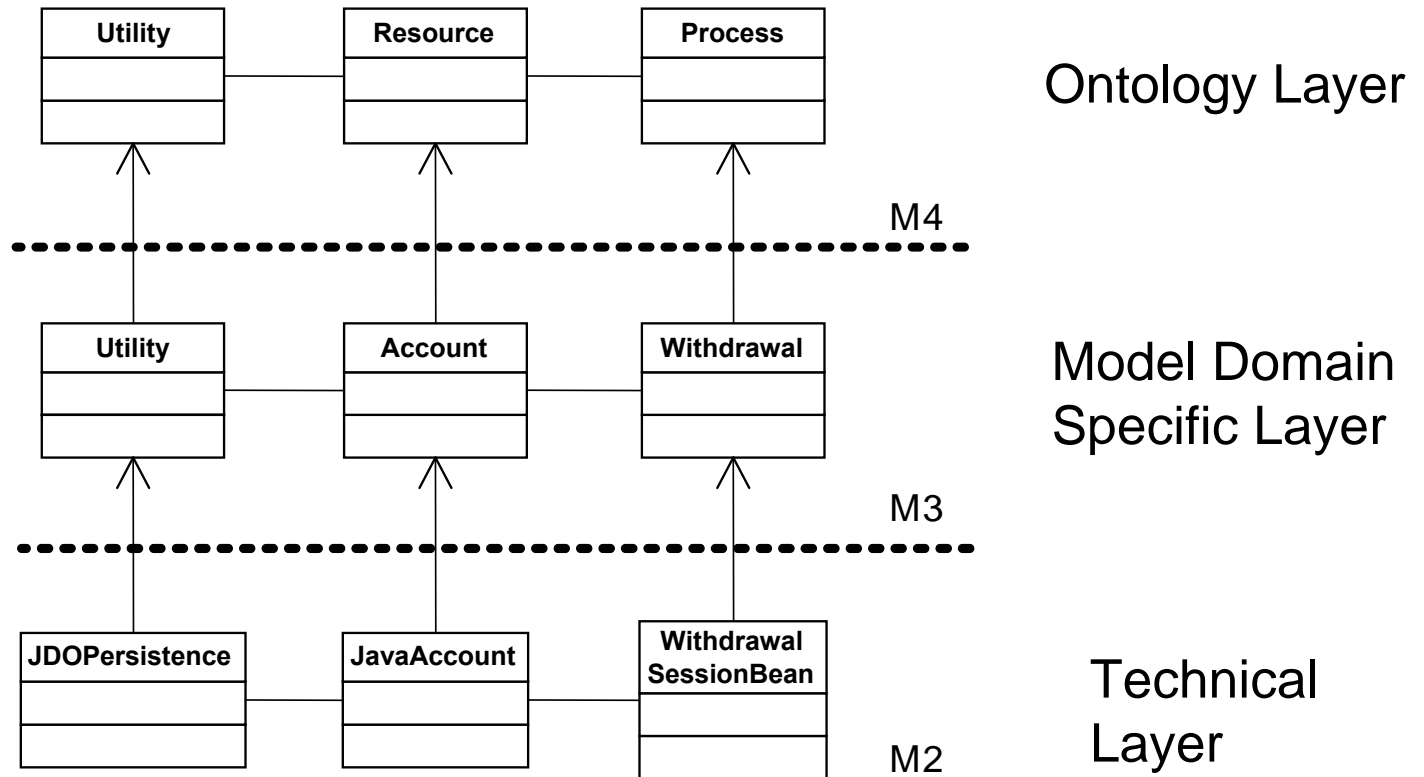 Utility
Resource
Process
Ontology Layer
M4
Utility
Account
Withdrawal
Model Domain
Specific Layer
M3
JDOPersistence
JavaAccount
Withdrawal
SessionBean
Technical
Layer
M2